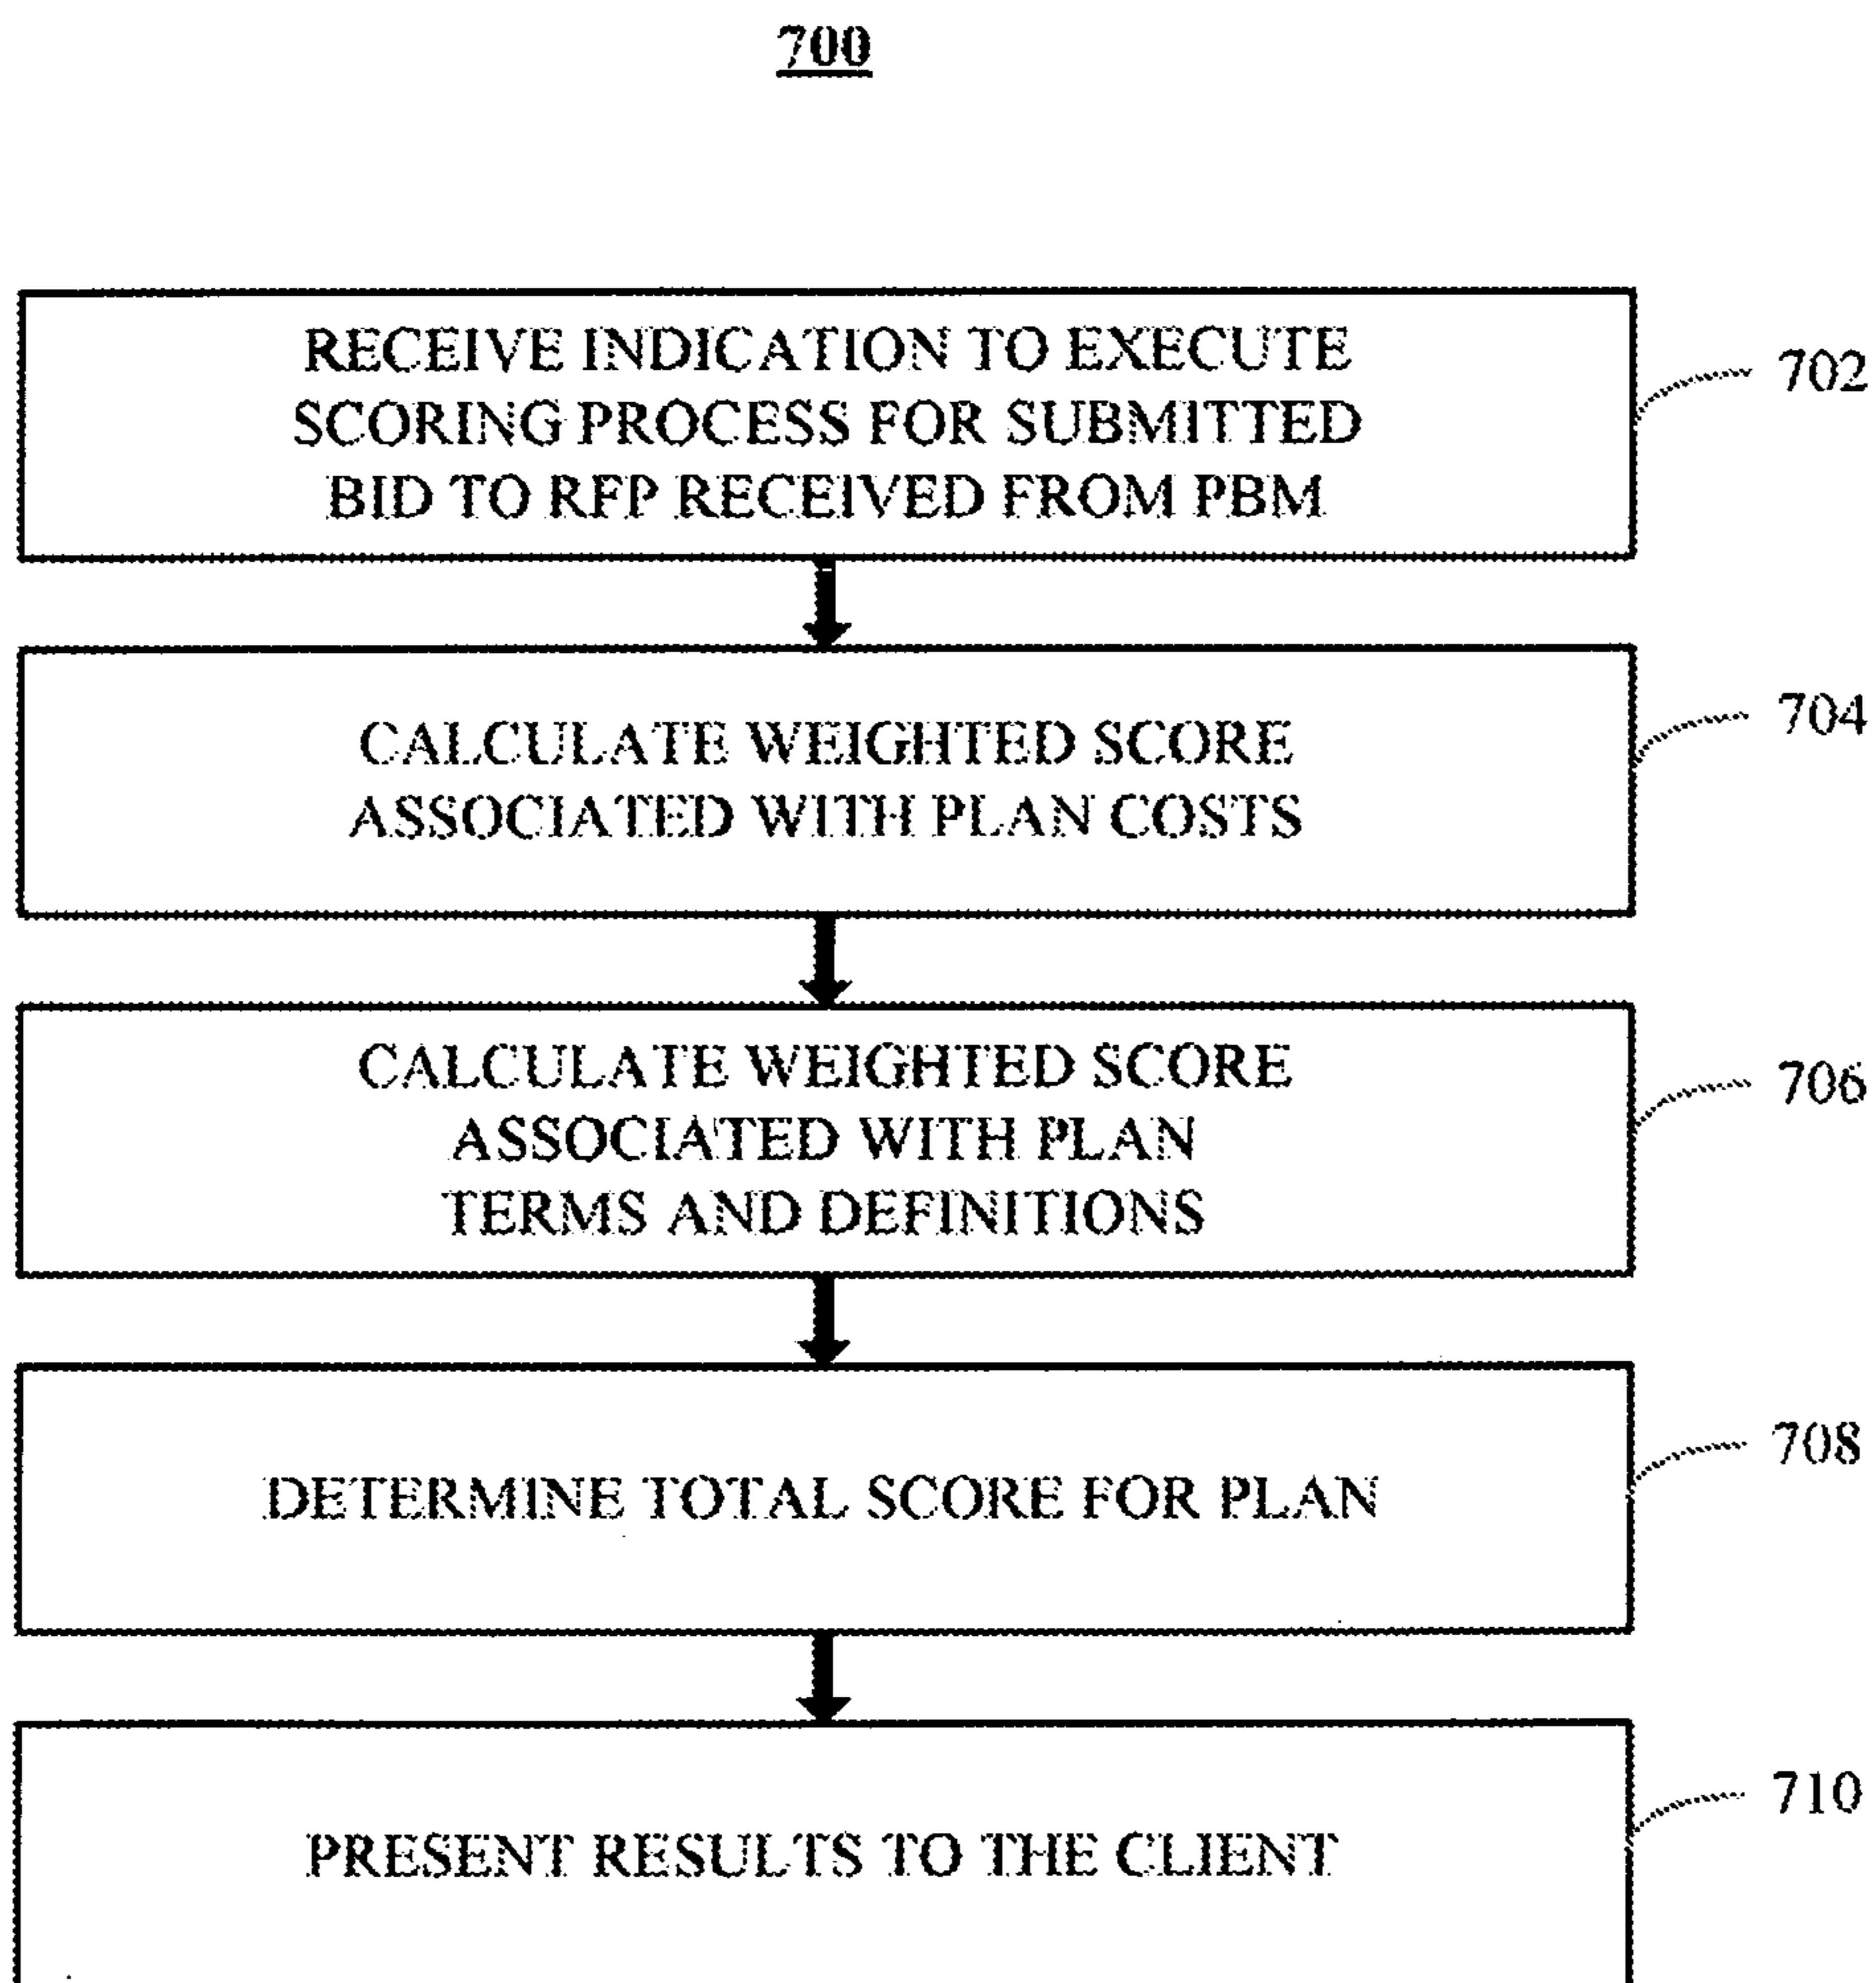 700
RECEIVE INDICATION TO EXECUTE
SCORING PROCESS FOR SUBMITTED
BID TO RFP RECEIVED FROM PBM
702
CALCULATE WEIGHTED SCORE
ASSOCIATED WITH PLAN COSTS
704
CALCULATE WEIGHTED SCORE
ASSOCIATED WITH PLAN
TERMS AND DEFINITIONS
706
DETERMINE TOTAL SCORE FOR PLAN
708
PRESENT RESULTS TO THE CLIENT
710